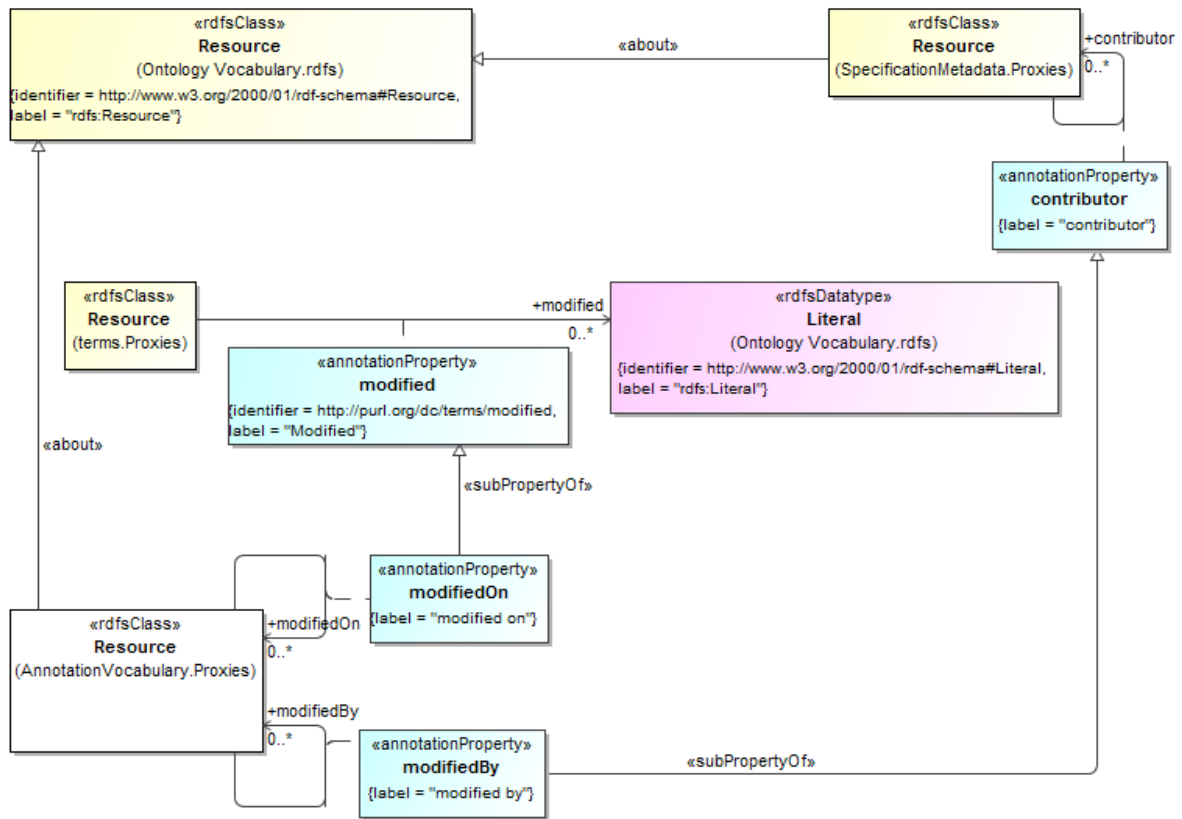 «rdfsClass»
Resource
(Ontology Vocabulary.rdfs)
{identifier = http://www.w3.org/2000/01/rdf-schema#Resource,
label = "rdfs:Resource"}
«about»
«rdfsClass»
Resource
(SpecificationMetadata.Proxies)
+contributor
0..*
«annotationProperty»
contributor
{label = "contributor"}
«rdfsClass»
Resource
(terms.Proxies)
+modified
0..*
«rdfsDatatype»
Literal
(Ontology Vocabulary.rdfs)
{identifier = http://www.w3.org/2000/01/rdf-schema#Literal,
label = "rdfs:Literal"}
«annotationProperty»
modified
{identifier = http://purl.org/dc/terms/modified,
label = "Modified"}
«about»
«subPropertyOf»
«annotationProperty»
modifiedOn
{label = "modified on"}
«rdfsClass»
Resource
(AnnotationVocabulary.Proxies)
+modifiedOn
0..*
+modifiedBy
0..*
«annotationProperty»
modifiedBy
{label = "modified by"}
«subPropertyOf»